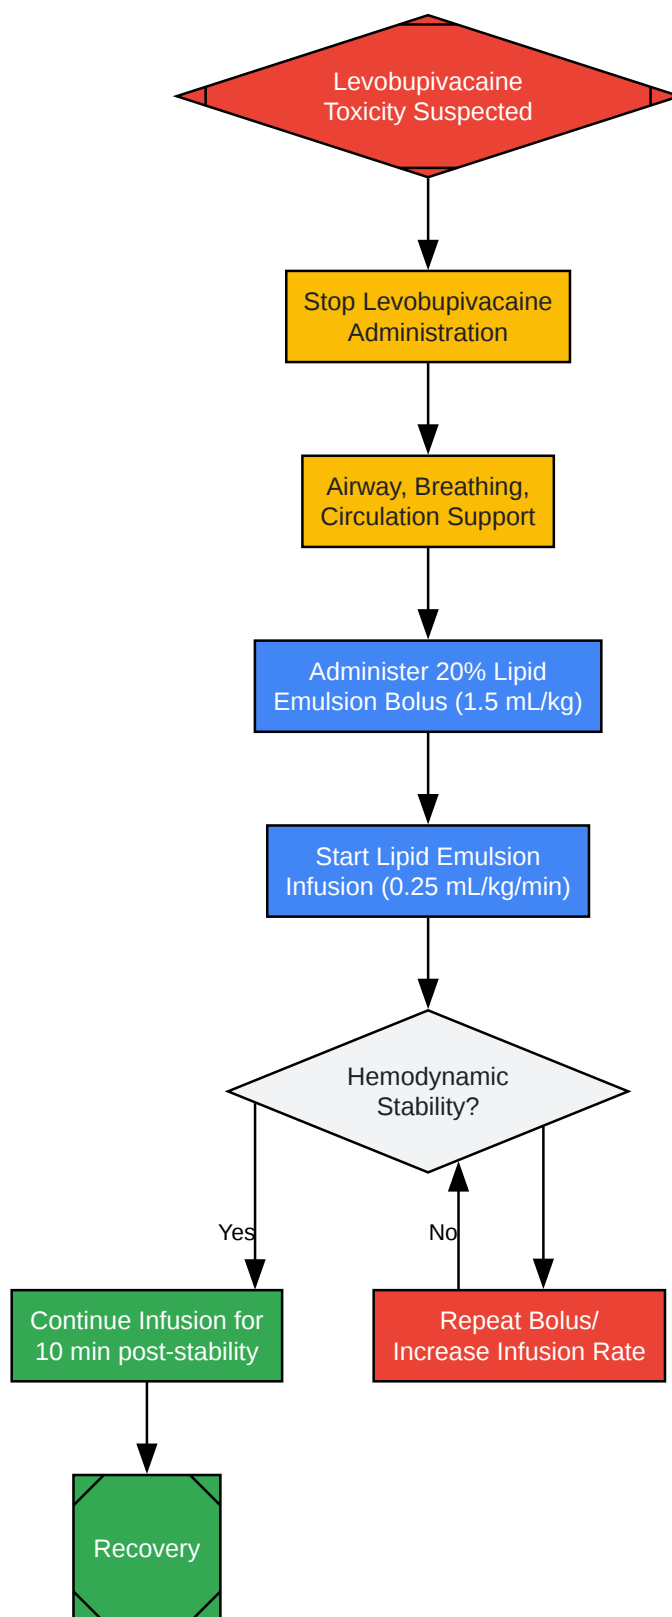 Levobupivacaine
Toxicity Suspected
Stop Levobupivacaine
Administration
Airway, Breathing,
Circulation Support
Administer 20% Lipid
Emulsion Bolus (1.5 mL/kg)
Start Lipid Emulsion
Infusion (0.25 mL/kg/min)
Hemodynamic
Stability?
Yes
No
Continue Infusion for
10 min post-stability
Repeat Bolus/
Increase Infusion Rate
Recovery